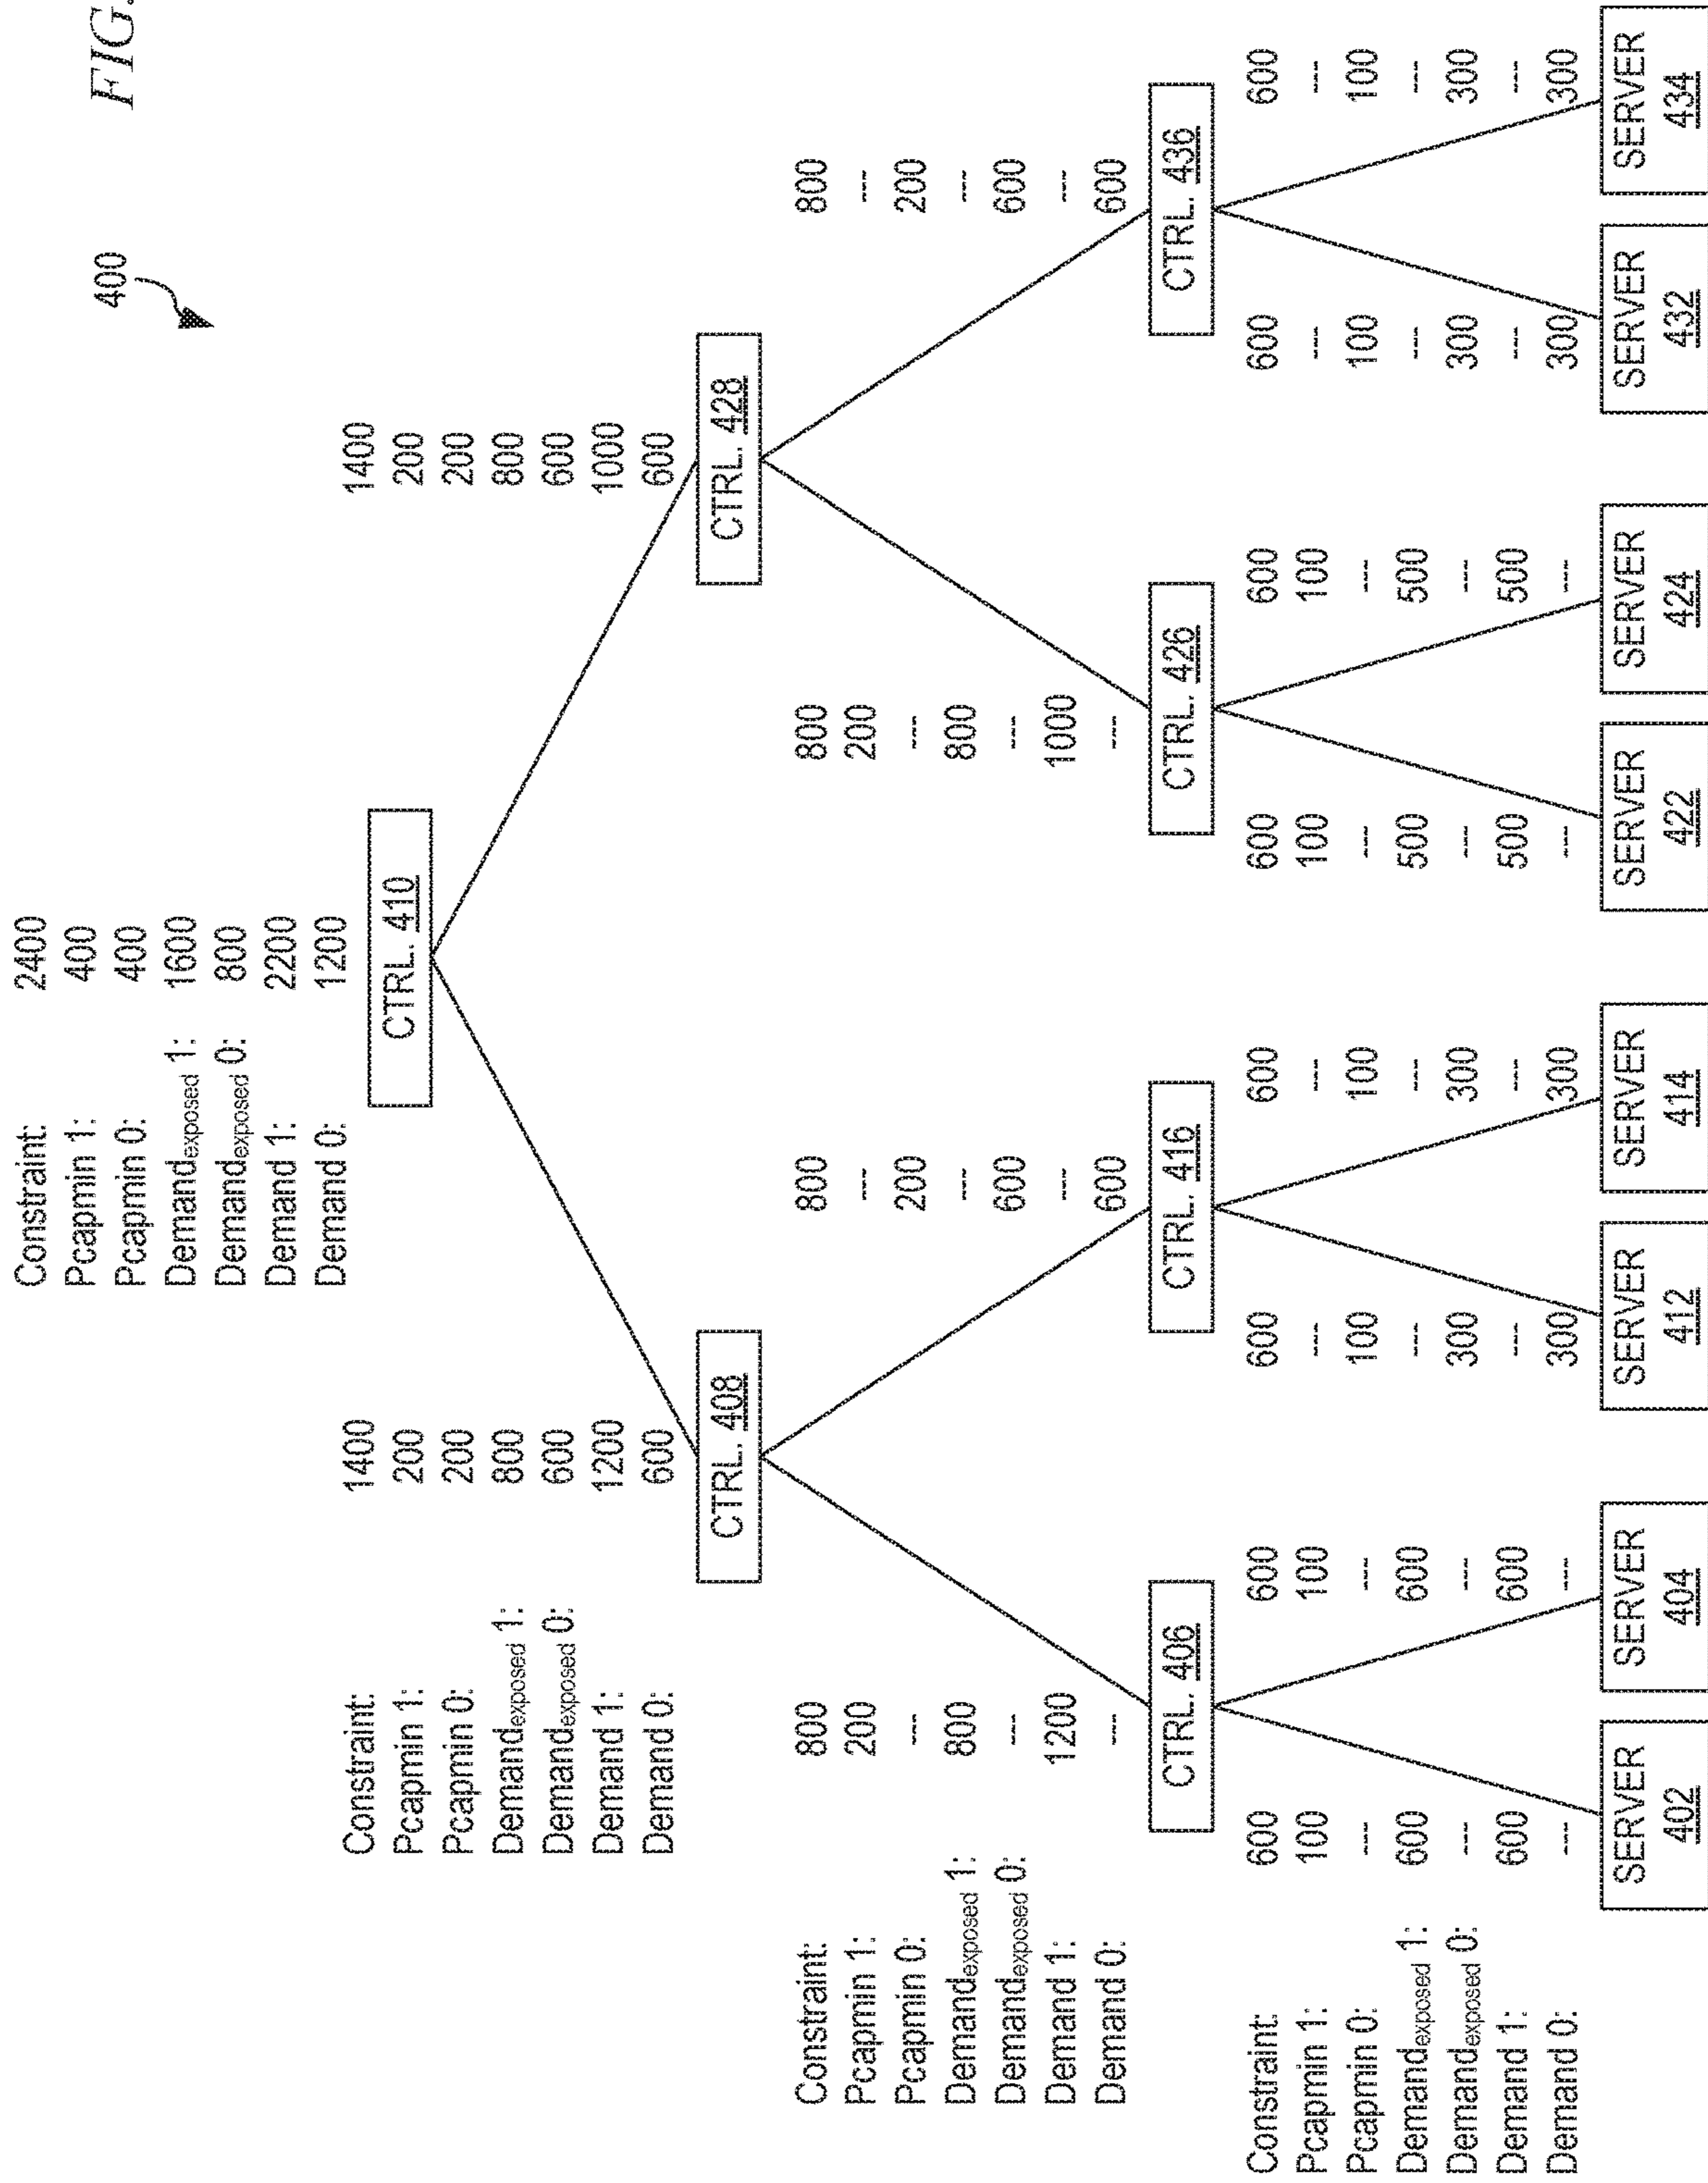 FIG.
400
Constraint: 2400
Pcapmin 1: 400
Pcapmin 0: 400
Demandexposed 1: 1600
Demandexposed 0: 800
Demand 1: 2200
Demand 0: 1200
CTRL. 410
Constraint: 1400 1400
Pcapmin 1: 200 200
Pcapmin 0: 200 200
Demandexposed 1: 800 800
Demandexposed 0: 600 600
Demand 1: 1200 1000
Demand 0: 600 600
CTRL. 408 CTRL. 428
Constraint: 800 800 800 800
Pcapmin 1: 200 --- 200 ---
Pcapmin 0: --- 200 --- 200
Demandexposed 1: 800 --- 800 ---
Demandexposed 0: --- 600 --- 600
Demand 1: 1200 --- 1000 ---
Demand 0: --- 600 --- 600
CTRL. 406 CTRL. 416 CTRL. 426 CTRL. 436
Constraint: 600 600 600 600 600 600 600 600
Pcapmin 1: 100 100 --- --- 100 100 --- ---
Pcapmin 0: --- --- 100 100 --- --- 100 100
Demandexposed 1: 600 600 --- --- 500 500 --- ---
Demandexposed 0: --- --- 300 300 --- --- 300 300
Demand 1: 600 600 --- --- 500 500 --- ---
Demand 0: --- --- 300 300 --- --- 300 300
SERVER SERVER SERVER SERVER SERVER SERVER SERVER SERVER
402 404 412 414 422 424 432 434